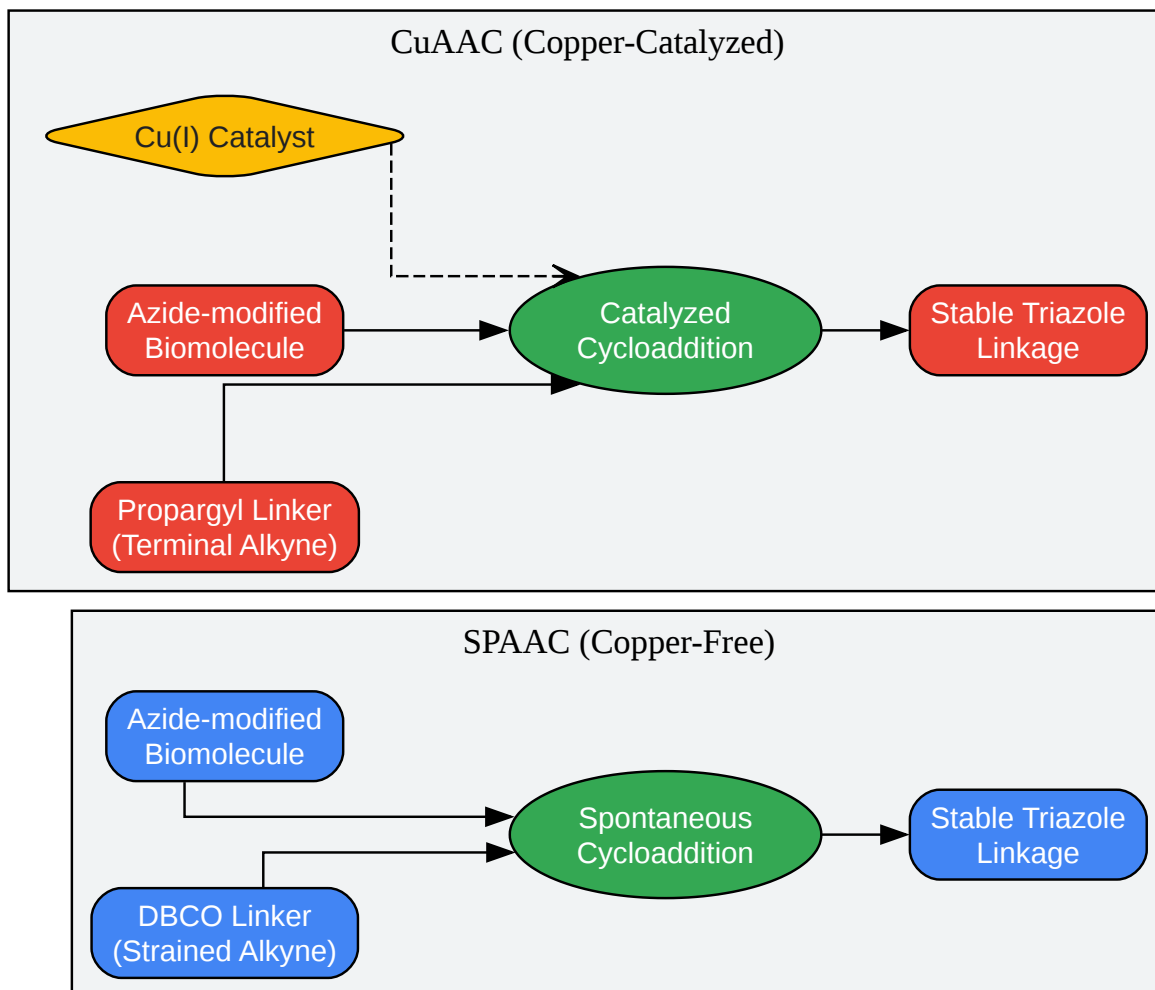 CuAAC (Copper-Catalyzed)
Cu(I) Catalyst
Azide-modified
Biomolecule
Catalyzed
Cycloaddition
Stable Triazole
Linkage
Propargyl Linker
(Terminal Alkyne)
SPAAC (Copper-Free)
Azide-modified
Biomolecule
Spontaneous
Cycloaddition
Stable Triazole
Linkage
DBCO Linker
(Strained Alkyne)